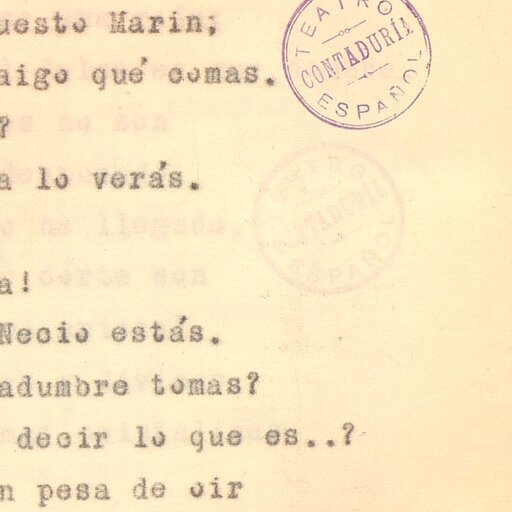 uesto Marin;
TEATRO
CONTADURIA
ESPAÑOL
aigo qué comas.
?
a lo verás.
a!
Necio estás.
adumbre tomas?
decir lo que es..?
n pesa de oir